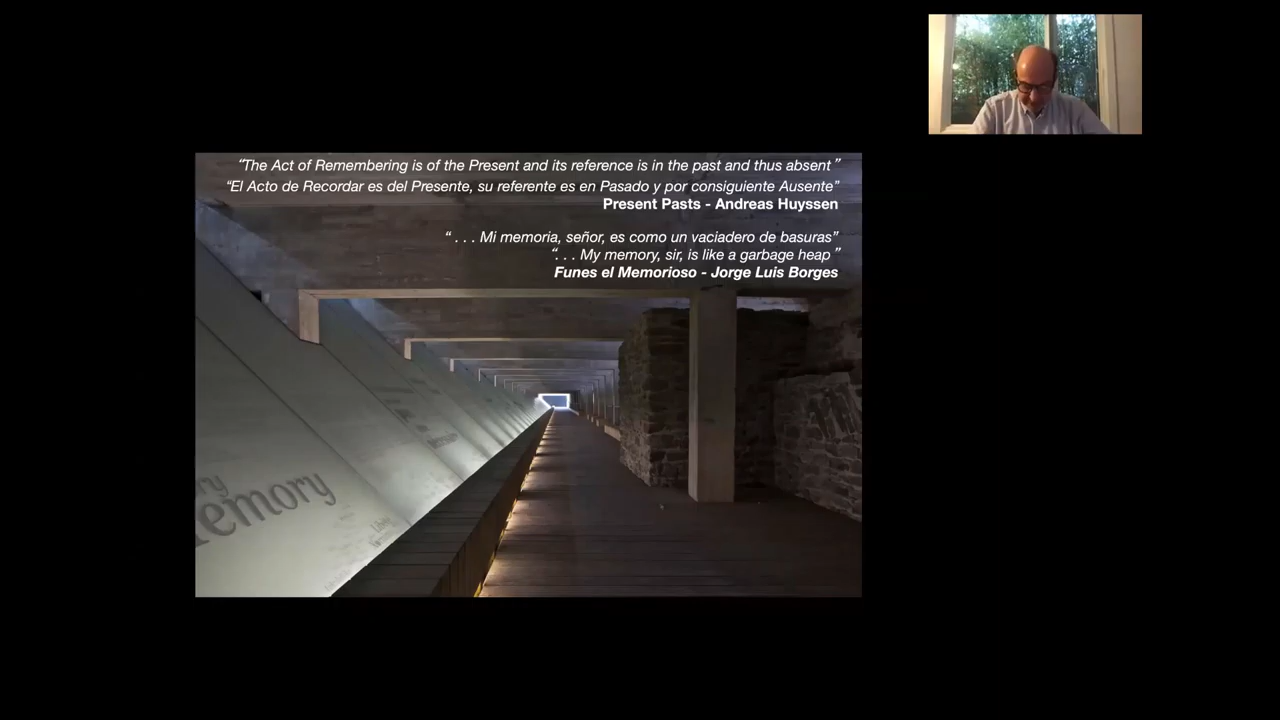 “The Act of Remembering is of the Present and its reference is in the past and thus absent”
“El Acto de Recordar es del Presente, su referente es en Pasado y por consiguiente Ausente”
Present Pasts - Andreas Huyssen
“ . . . Mi memoria, señor, es como un vaciadero de basuras”
“. . . My memory, sir, is like a garbage heap”
Funes el Memorioso - Jorge Luis Borges
ry
emory